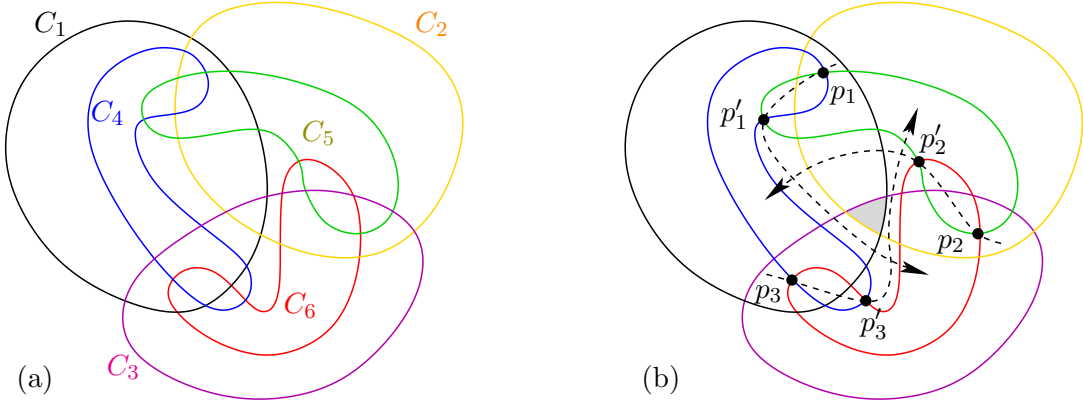 C₁
C₂
C₄
C₅
C₆
C₃
(a)
p₁
p′₁
p′₂
p₂
p₃
p′₃
(b)